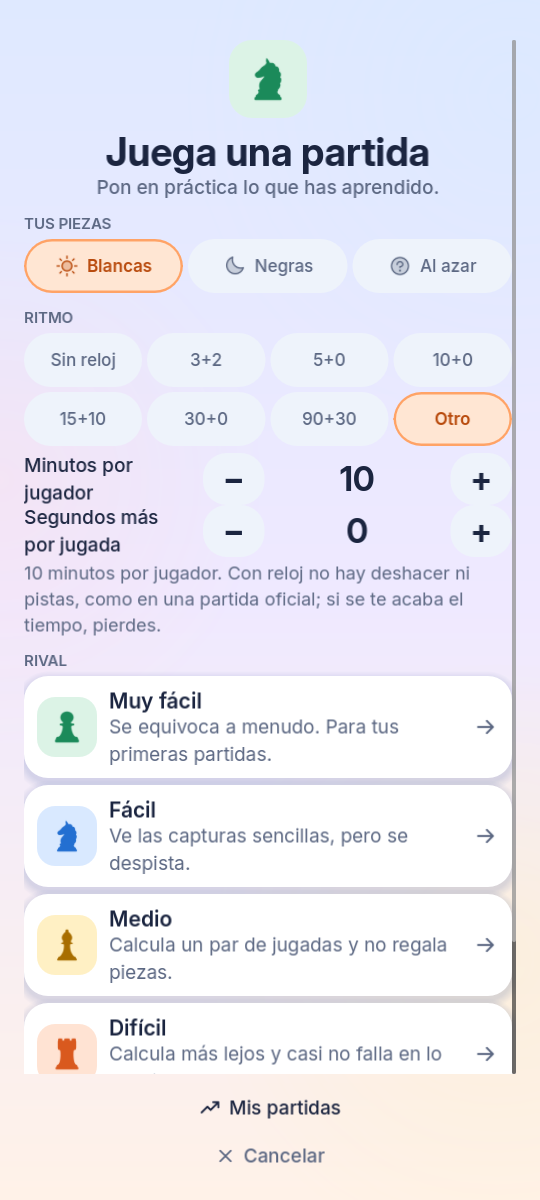 Juega una partida
Pon en práctica lo que has aprendido.
TUS PIEZAS
Blancas
Negras
Al azar
RITMO
Sin reloj
3+2
5+0
10+0
15+10
30+0
90+30
Otro
Minutos por
jugador
− 10 +
Segundos más
por jugada
− 0 +
10 minutos por jugador. Con reloj no hay deshacer ni
pistas, como en una partida oficial; si se te acaba el
tiempo, pierdes.
RIVAL
Muy fácil
Se equivoca a menudo. Para tus
primeras partidas.
Fácil
Ve las capturas sencillas, pero se
despista.
Medio
Calcula un par de jugadas y no regala
piezas.
Difícil
Calcula más lejos y casi no falla en lo
Mis partidas
Cancelar